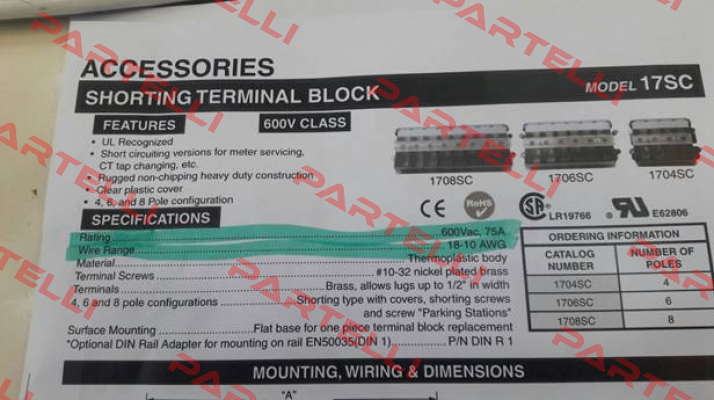 ACCESSORIES
SHORTING TERMINAL BLOCK MODEL 17SC
FEATURES 600V CLASS
• UL Recognized
• Short circuiting versions for meter servicing,
CT tap changing, etc.
• Rugged non-chipping heavy duty construction
• Clear plastic cover
• 4, 6, and 8 Pole configuration
1708SC 1706SC 1704SC
CE RoHS SA LR19766 UL E62806
SPECIFICATIONS
Rating 600Vac, 75A
Wire Range 18-10 AWG
Material Thermoplastic body
Terminal Screws #10-32 nickel plated brass
Terminals Brass, allows lugs up to 1/2" in width
4, 6 and 8 pole configurations Shorting type with covers, shorting screws
and screw "Parking Stations"
Surface Mounting Flat base for one piece terminal block replacement
*Optional DIN Rail Adapter for mounting on rail EN50035(DIN 1) P/N DIN R 1
ORDERING INFORMATION
CATALOG NUMBER NUMBER OF POLES
1704SC 4
1706SC 6
1708SC 8
MOUNTING, WIRING & DIMENSIONS
"A"
PARTELLI